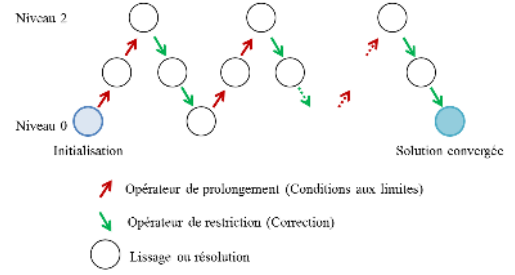 Niveau 2
Niveau 0
Initialisation
Solution convergée
Opérateur de prolongement (Conditions aux limites)
Opérateur de restriction (Correction)
Lissage ou résolution